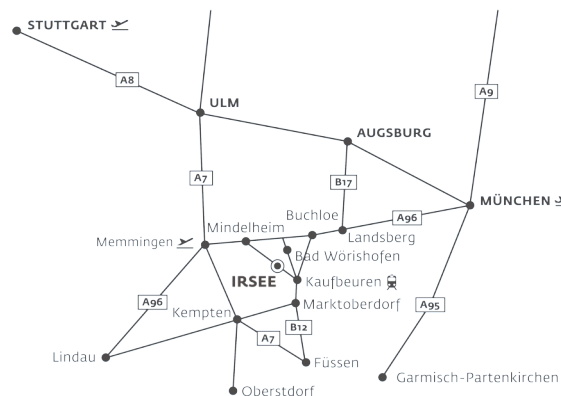 STUTTGART
A8
ULM
A9
AUGSBURG
A7
B17
MÜNCHEN
Buchloe
A96
Mindelheim
Landsberg
Memmingen
Bad Wörishofen
IRSEE
Kaufbeuren
A96
Marktoberdorf
A95
Kempten
B12
A7
Lindau
Füssen
Garmisch-Partenkirchen
Oberstdorf